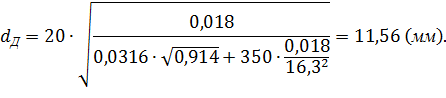 d_Д = 20 · √(0,018 / (0,0316 · √0,914 + 350 · 0,018/16,3²)) = 11,56 (мм).